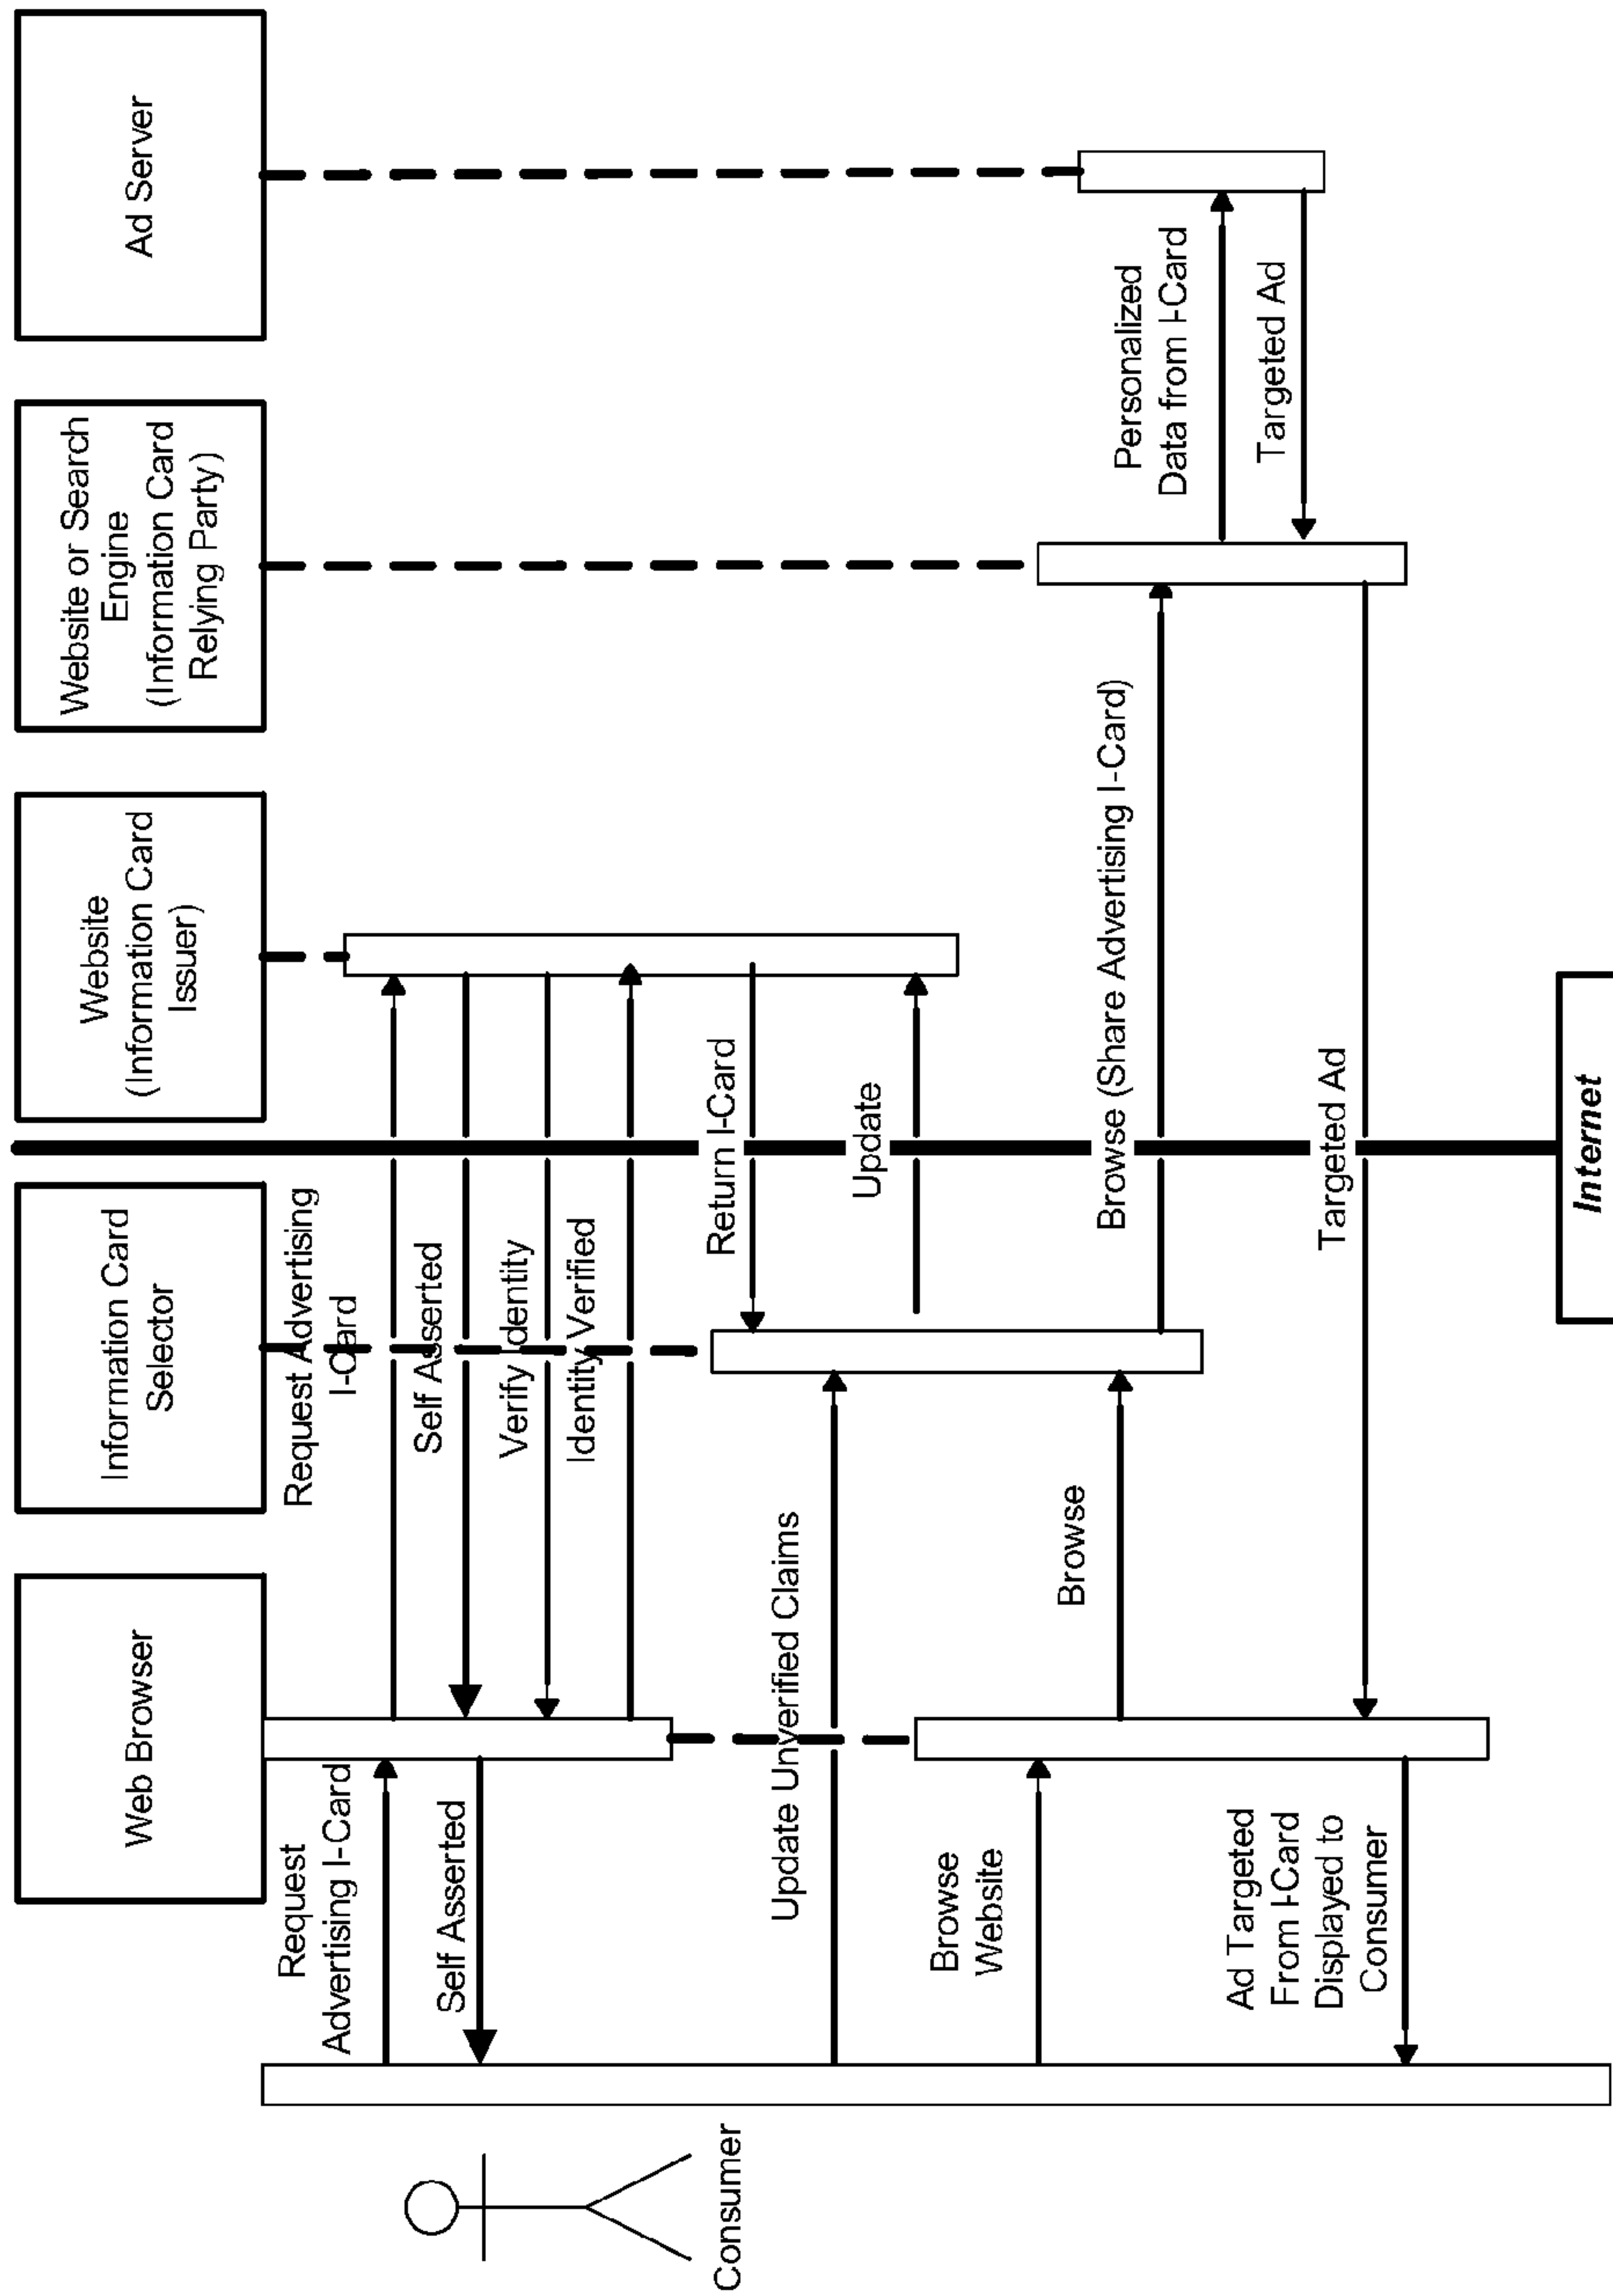 Web Browser
Information Card
Selector
Website
(Information Card
Issuer)
Website or Search
Engine
(Information Card
Relying Party)
Ad Server
Request
Advertising I-Card
Request Advertising
I-Card
Self Asserted
Self Asserted
Verify Identity
Identity Verified
Return I-Card
Update Unverified Claims
Update
Browse
Website
Browse
Browse (Share Advertising I-Card)
Personalized
Data from I-Card
Targeted Ad
Targeted Ad
Ad Targeted
From I-Card
Displayed to
Consumer
Consumer
Internet